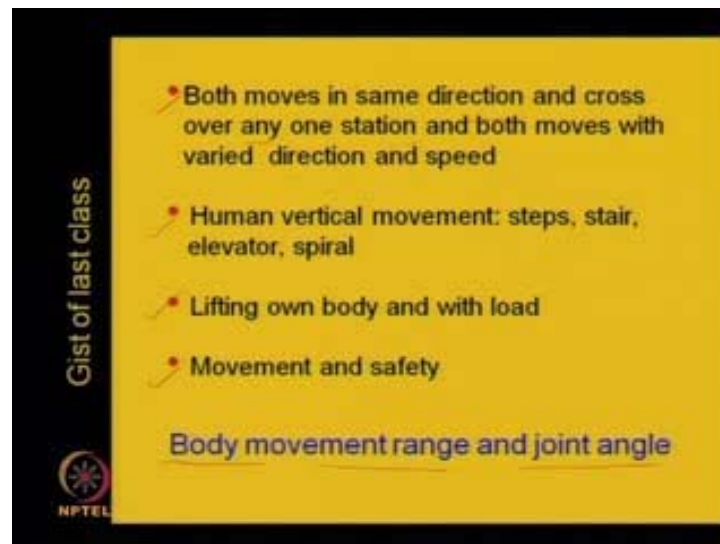 Gist of last class
Both moves in same direction and cross
over any one station and both moves with
varied direction and speed
Human vertical movement: steps, stair,
elevator, spiral
Lifting own body and with load
Movement and safety
Body movement range and joint angle
NPTEL